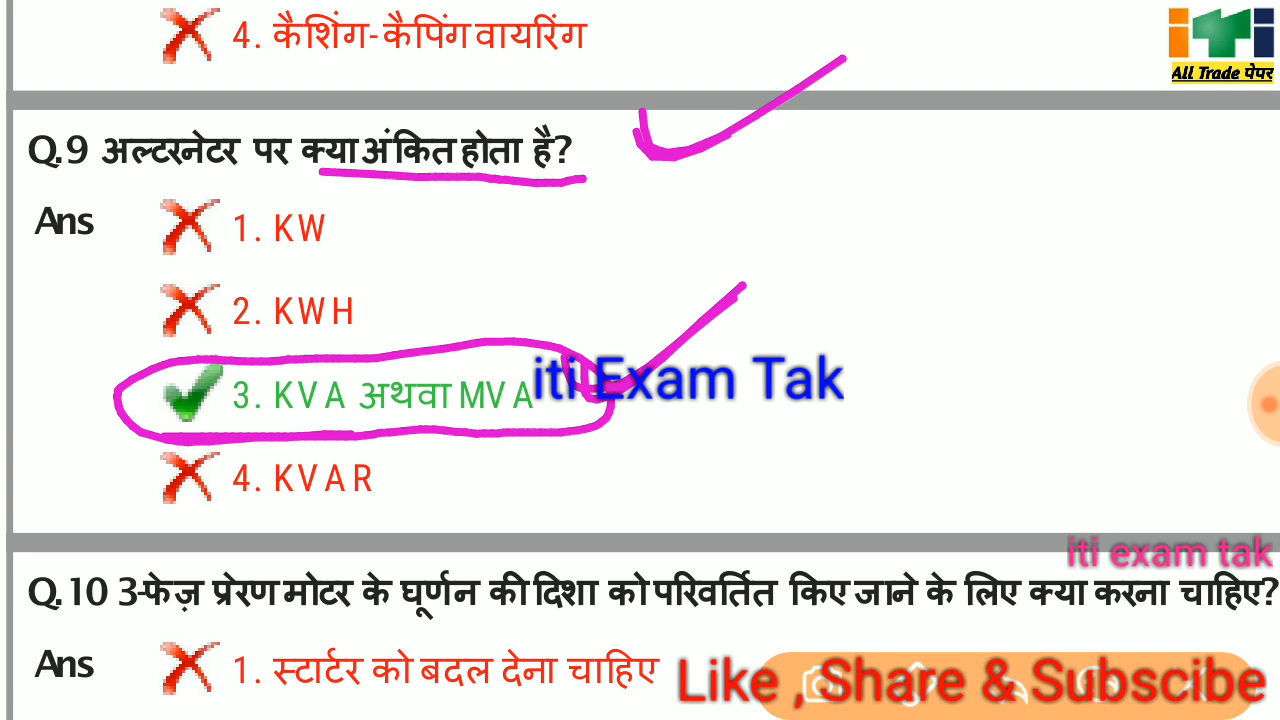 4. कैशिंग-कैपिंग वायरिंग
iTi
All Trade पेपर
Q.9 अल्टरनेटर पर क्या अंकित होता है?
Ans
1. KW
2. KWH
3. KVA अथवा MVA
iti Exam Tak
4. KVAR
iti exam tak
Q.10 3-फेज़ प्रेरण मोटर के घूर्णन की दिशा को परिवर्तित किए जाने के लिए क्या करना चाहिए?
Ans
1. स्टार्टर को बदल देना चाहिए
Like , Share & Subscibe